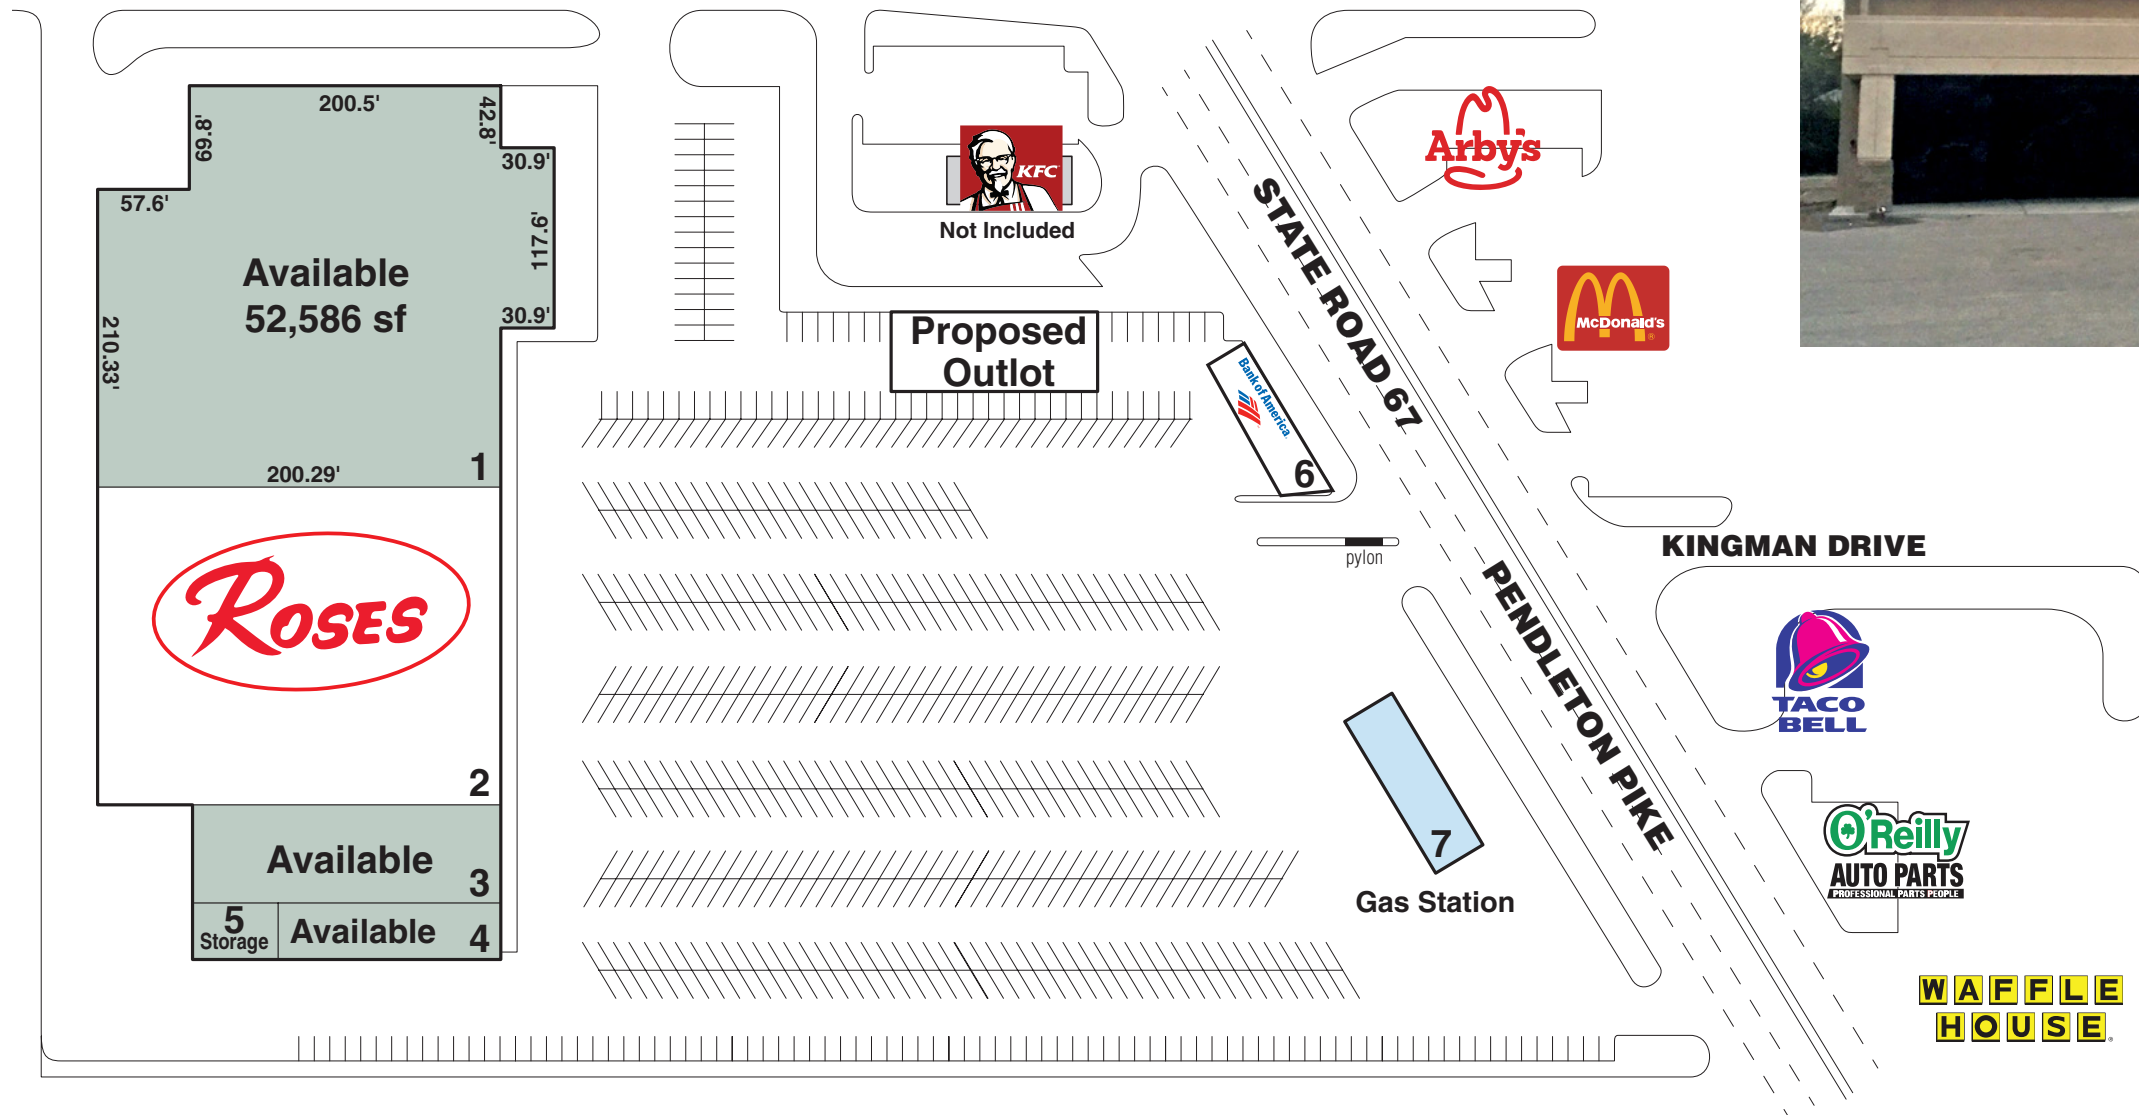 200.5'
42.8'
69.8'
30.9'
57.6'
117.6'
Available
52,586 sf
210.33'
30.9'
200.29'
1
ROSES
2
Available
3
5
Storage
Available
4
KFC
Not Included
Proposed
Outlot
Bank of America
6
pylon
7
Gas Station
STATE ROAD 67
PENDLETON PIKE
Arby's
McDonald's
®
KINGMAN DRIVE
TACO
BELL
O'Reilly
AUTO PARTS
PROFESSIONAL PARTS PEOPLE
WAFFLE
HOUSE